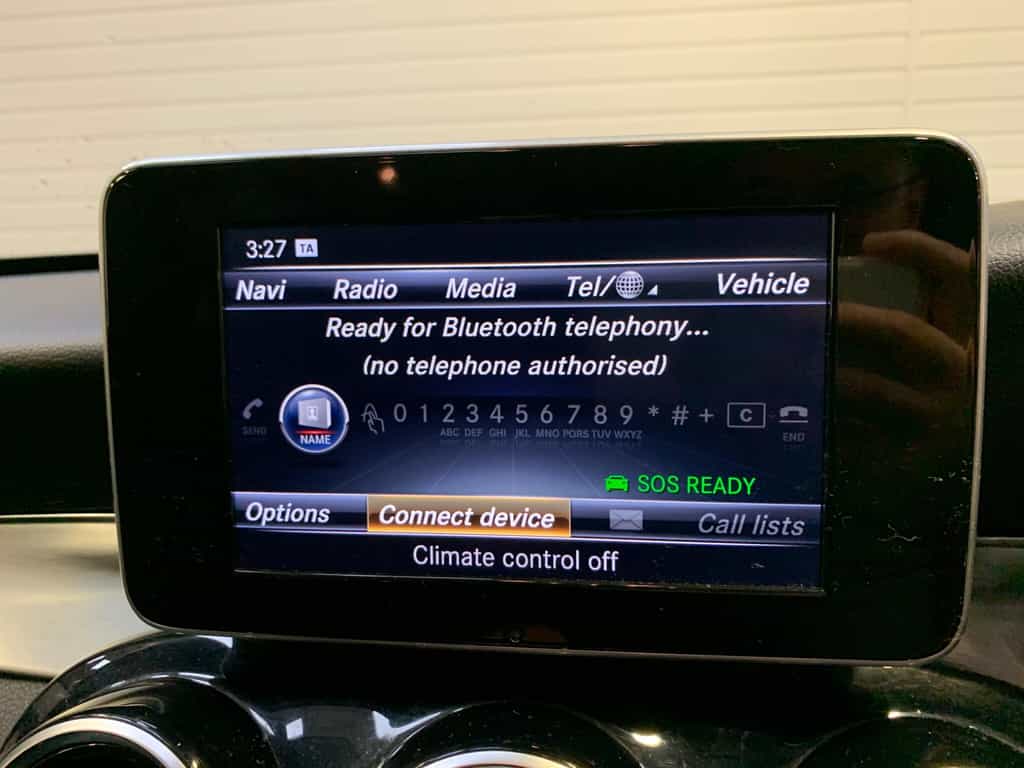 3:27 TA
Navi Radio Media Tel/ Vehicle
Ready for Bluetooth telephony...
(no telephone authorised)
SEND NAME 0 1 2 3 4 5 6 7 8 9 * # + C END
ABC DEF GHI JKL MNO PQRS TUV WXYZ
SOS READY
Options Connect device Call lists
Climate control off